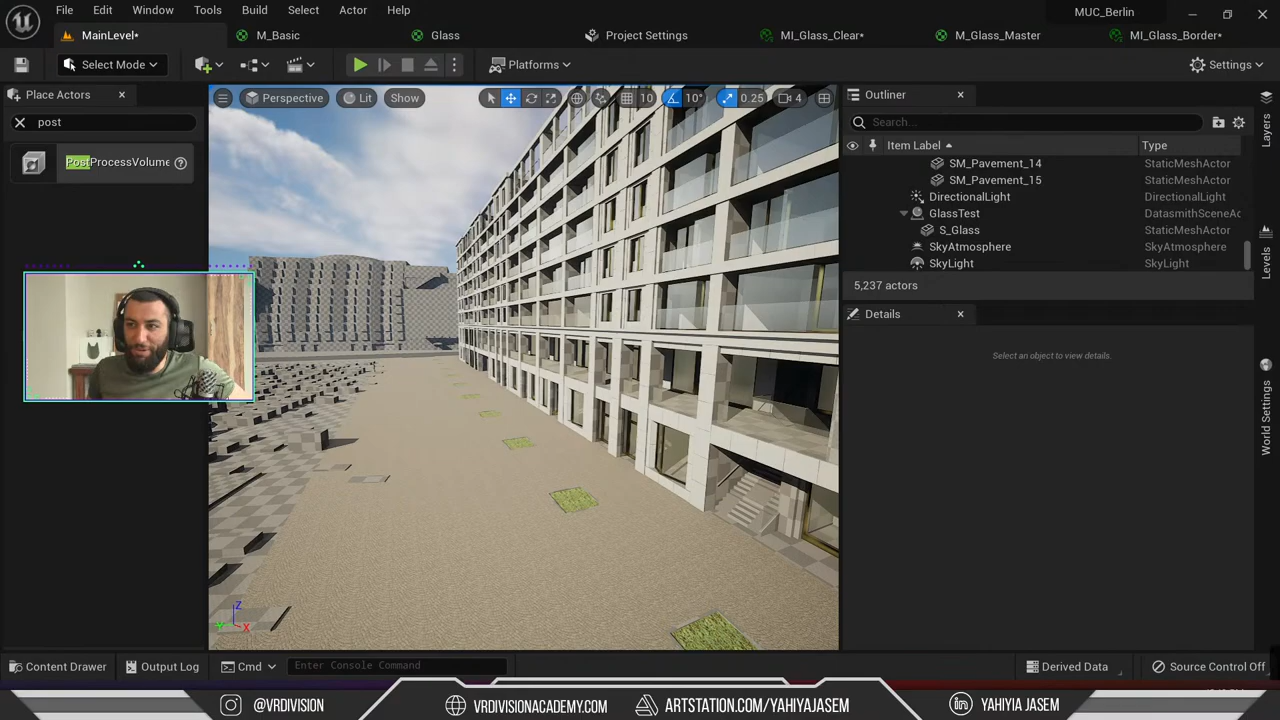 File Edit Window Tools Build Select Actor Help
MUC_Berlin
MainLevel* M_Basic Glass Project Settings MI_Glass_Clear* M_Glass_Master MI_Glass_Border*
Select Mode Platforms Settings
Place Actors
post
PostProcessVolume
Perspective Lit Show 10 10° 0.25 4
Outliner
Search...
Item Label Type
SM_Pavement_14 StaticMeshActor
SM_Pavement_15 StaticMeshActor
DirectionalLight DirectionalLight
GlassTest DatasmithSceneAc
S_Glass StaticMeshActor
SkyAtmosphere SkyAtmosphere
SkyLight SkyLight
5,237 actors
Details
Select an object to view details.
Layers
Levels
World Settings
Z
X
Content Drawer Output Log Cmd Enter Console Command Derived Data Source Control Off
@VRDIVISION VRDIVISIONACADEMY.COM ARTSTATION.COM/YAHIYAJASEM YAHIYIA JASEM